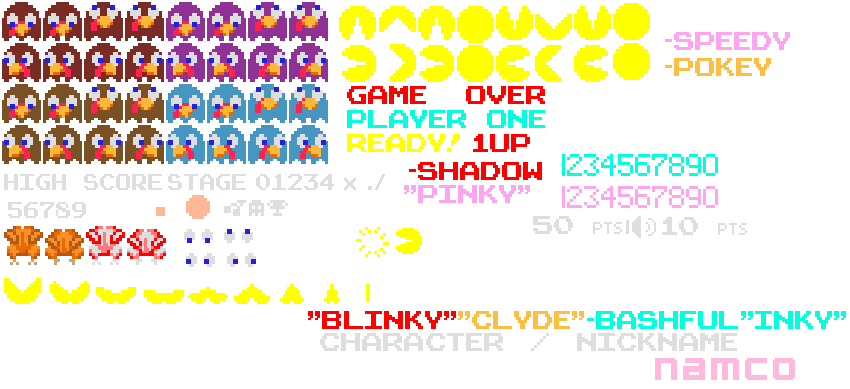 -SPEEDY
-POKEY
GAME OVER
PLAYER ONE
READY! 1UP
-SHADOW 1234567890
HIGH SCORE STAGE 01234 x ./
"PINKY" 1234567890
56789
50 PTS 10 PTS
"BLINKY" "CLYDE" -BASHFUL "INKY"
CHARACTER / NICKNAME
namco